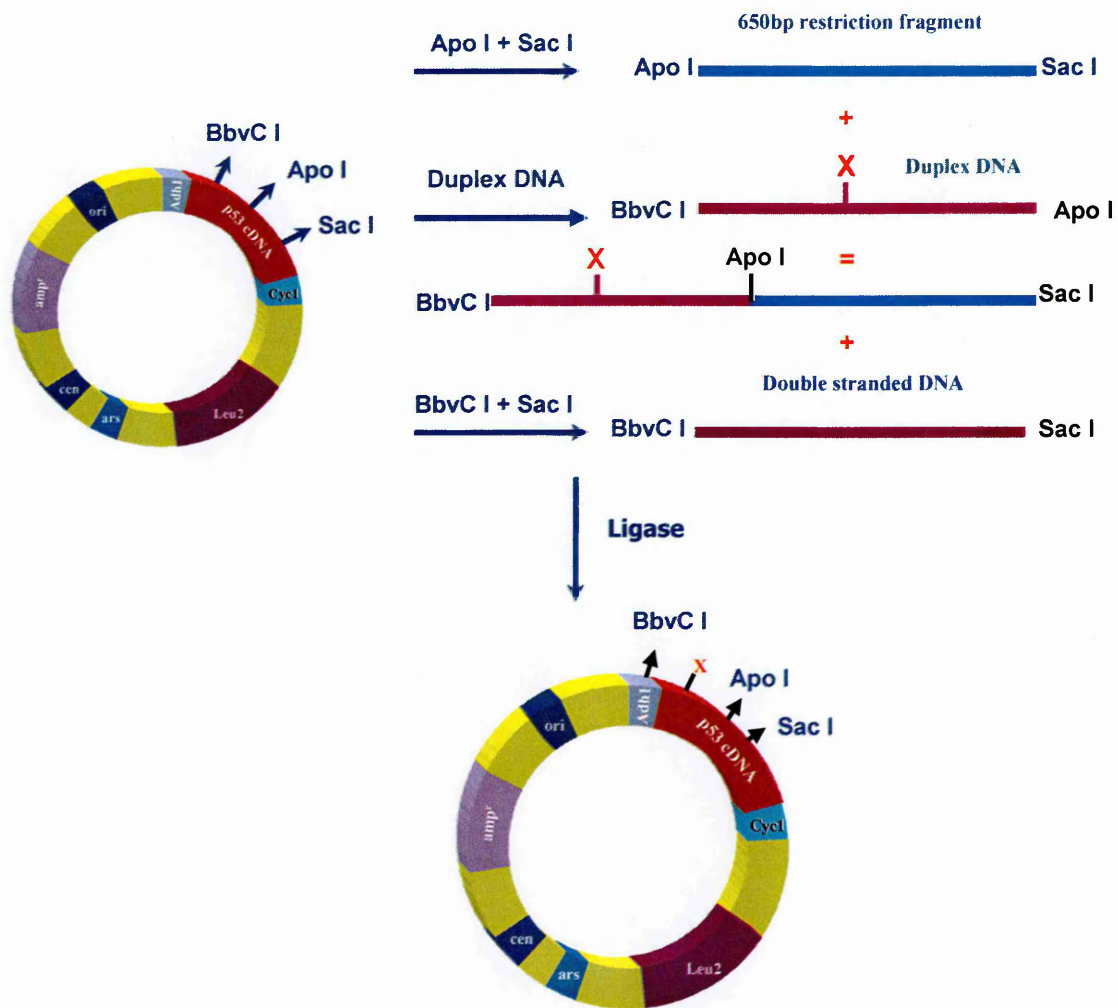 650bp restriction fragment
Apo I + Sac I
Apo I
Sac I
+
BbvC I
Apo I
Sac I
X
Duplex DNA
Duplex DNA
BbvC I
Apo I
X
Apo I
=
BbvC I
Sac I
+
Double stranded DNA
BbvC I + Sac I
BbvC I
Sac I
Adh1
p53 cDNA
Cyc1
Leu2
ars
cen
ampr
ori
Ligase
BbvC I
X
Apo I
Sac I
Adh1
p53 cDNA
Cyc1
Leu2
ars
cen
ampr
ori